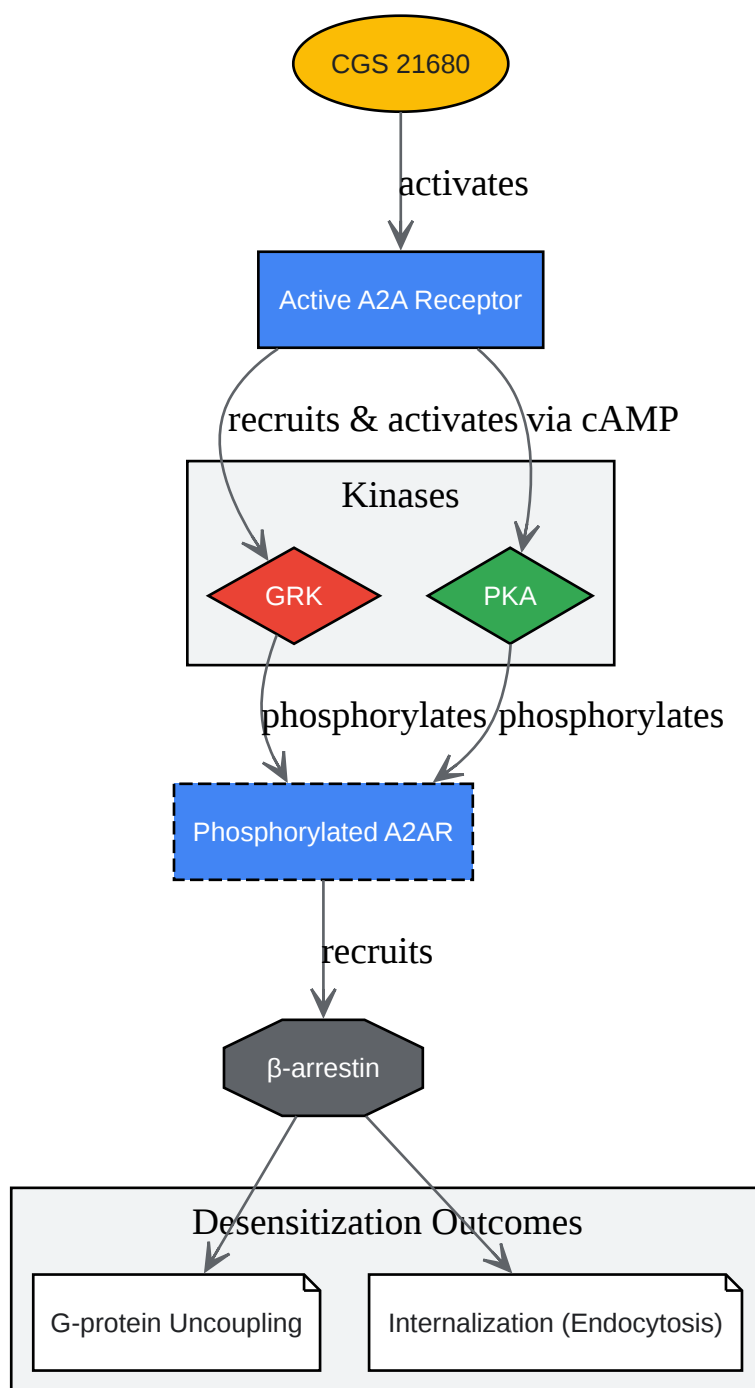 CGS 21680
activates
Active A2A Receptor
recruits & activates via cAMP
Kinases
GRK
PKA
phosphorylates
phosphorylates
Phosphorylated A2AR
recruits
β-arrestin
Desensitization Outcomes
G-protein Uncoupling
Internalization (Endocytosis)